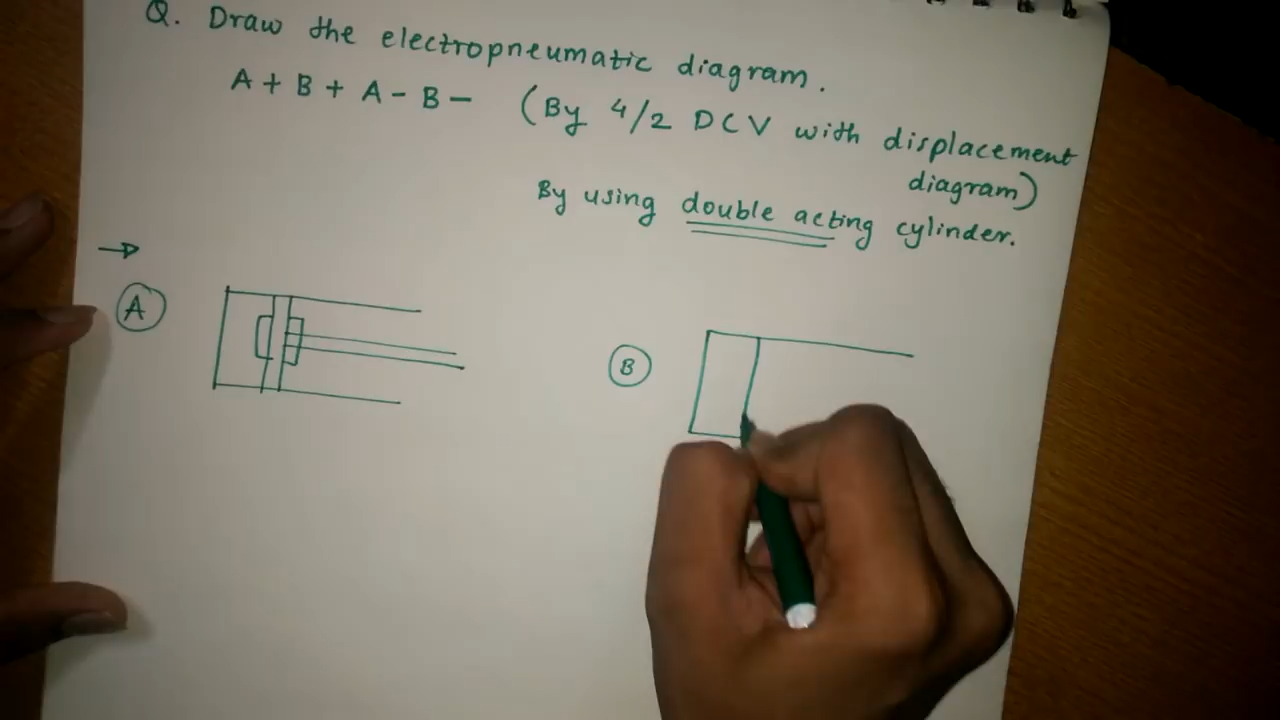 Q. Draw the electropneumatic diagram.
A + B + A - B - (By 4/2 DCV with displacement
diagram)
By using double acting cylinder.
A
B